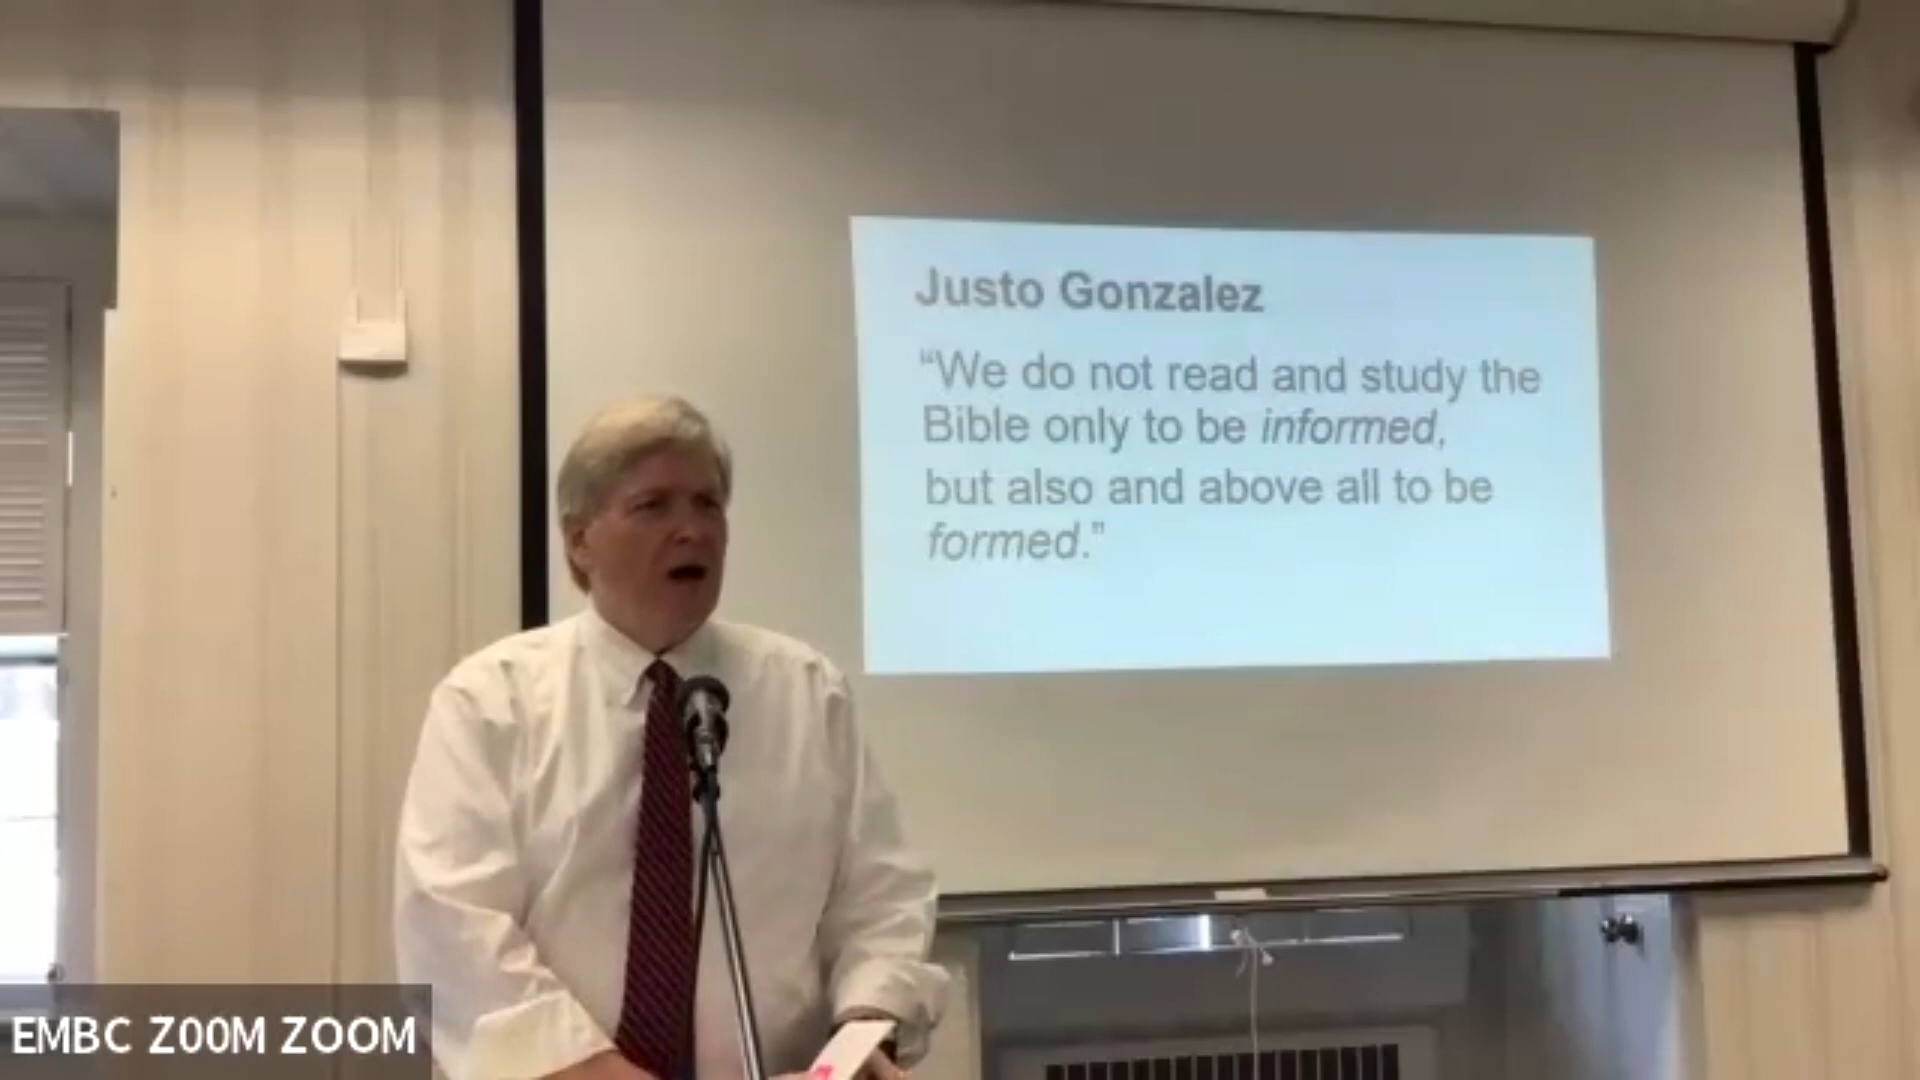 Justo Gonzalez
“We do not read and study the
Bible only to be informed,
but also and above all to be
formed.”
EMBC Z00M ZOOM